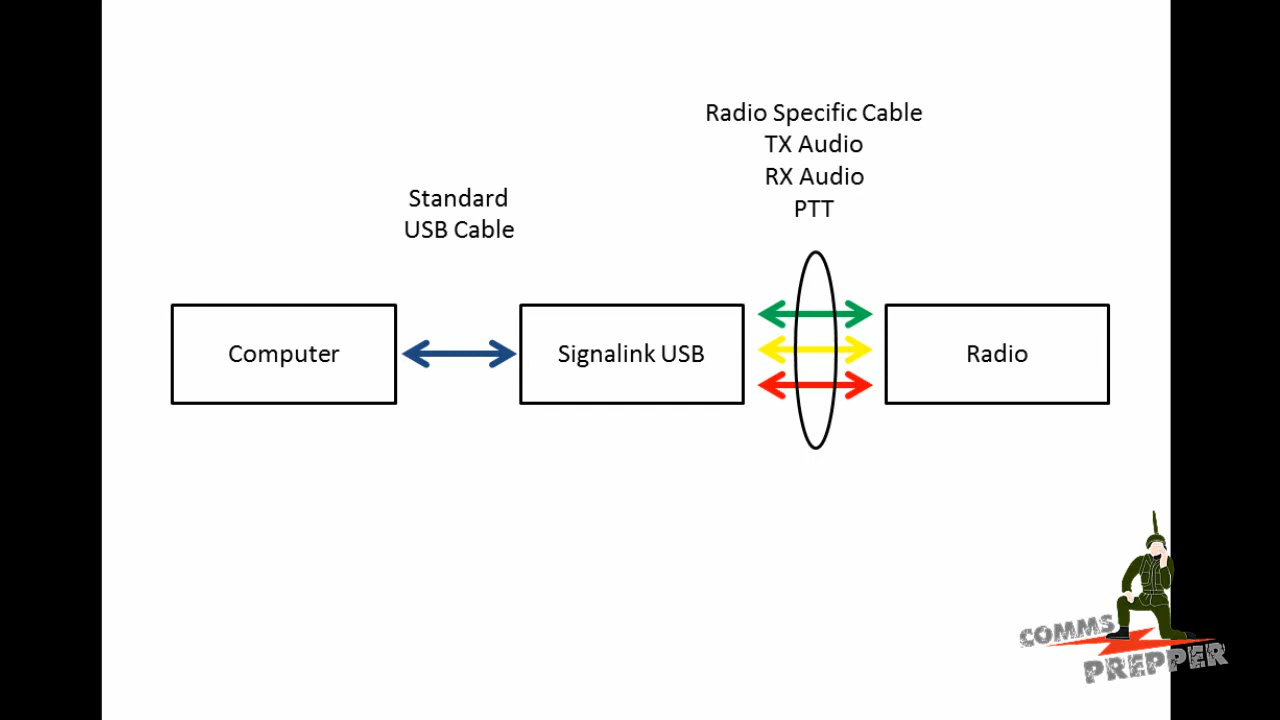 Radio Specific Cable
TX Audio
RX Audio
PTT
Standard
USB Cable
Computer
Signalink USB
Radio
COMMS
PREPPER